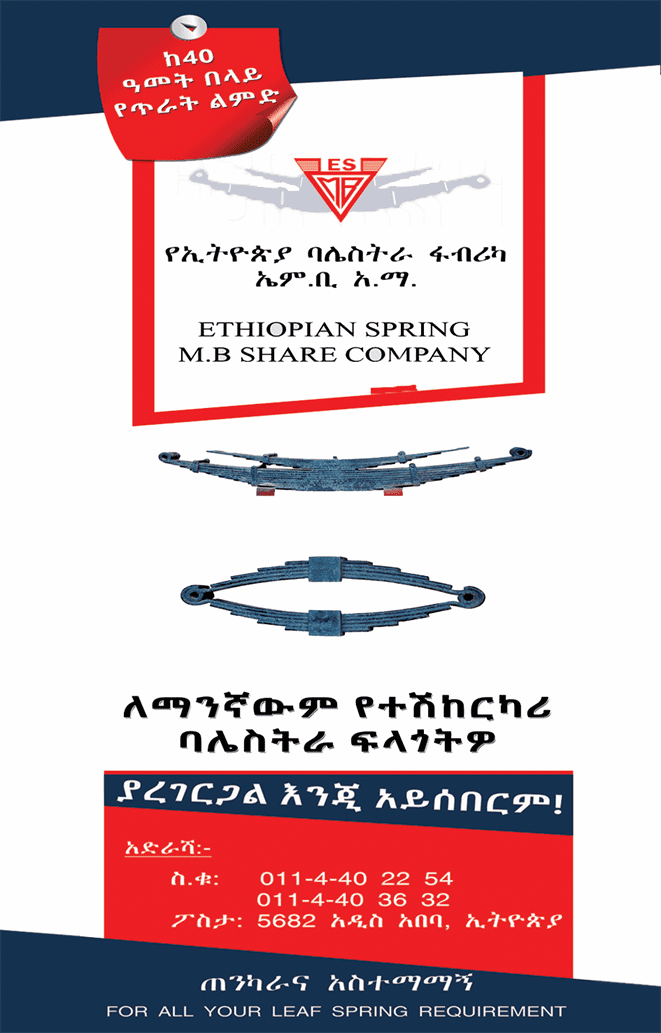 ከ40
ዓመት በላይ
የጥራት ልምድ
ES
MB
የኢትዮጵያ ባሌስትራ ፋብሪካ
ኤም.ቢ አ.ማ.
ETHIOPIAN SPRING
M.B SHARE COMPANY
ለማንኛውም የተሽከርካሪ
ባሌስትራ ፍላጎትዎ
ያረገርጋል እንጂ አይሰበርም!
አድራሻ:-
ስ.ቁ: 011-4-40 22 54
011-4-40 36 32
ፖስታ: 5682 አዲስ አበባ, ኢትዮጵያ
ጠንካራና አስተማማኝ
FOR ALL YOUR LEAF SPRING REQUIREMENT